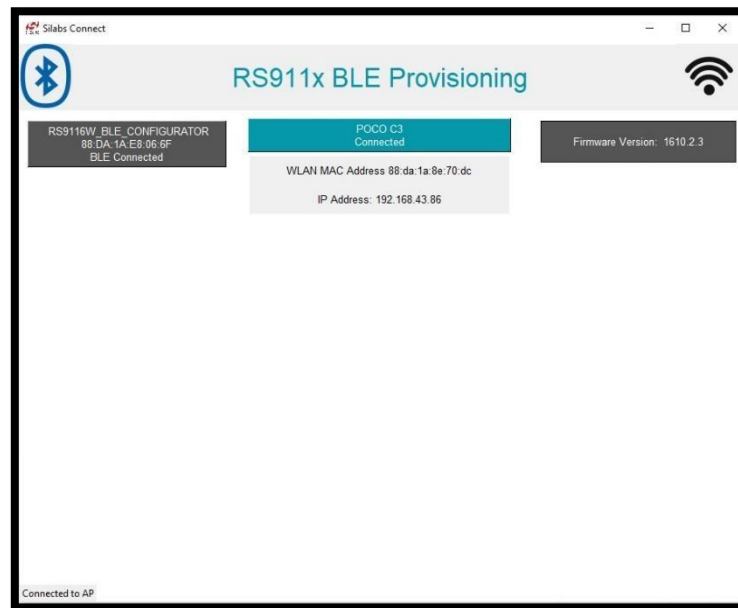 Silabs Connect
RS911x BLE Provisioning
RS9116W_BLE_CONFIGURATOR
88:DA:1A:E8:06:6F
BLE Connected
POCO C3
Connected
WLAN MAC Address 88:da:1a:8e:70:dc
IP Address: 192.168.43.86
Firmware Version: 1610.2.3
Connected to AP